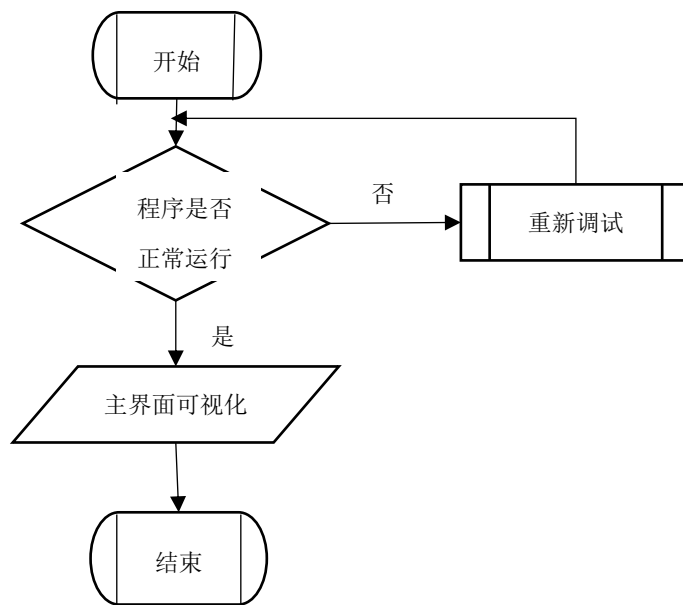 开始
程序是否
正常运行
否
重新调试
是
主界面可视化
结束